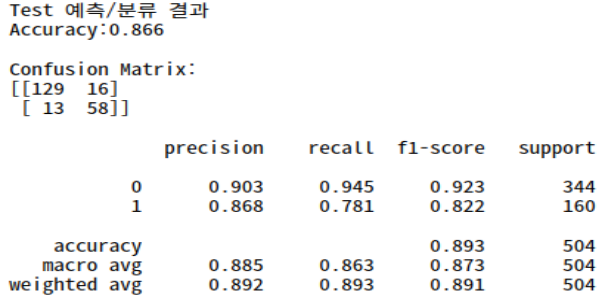 Test 예측/분류 결과
Accuracy:0.866
Confusion Matrix:
[[129  16]
 [ 13  58]]
precision recall f1-score support
0 0.903 0.945 0.923 344
1 0.868 0.781 0.822 160
accuracy 0.893 504
macro avg 0.885 0.863 0.873 504
weighted avg 0.892 0.893 0.891 504